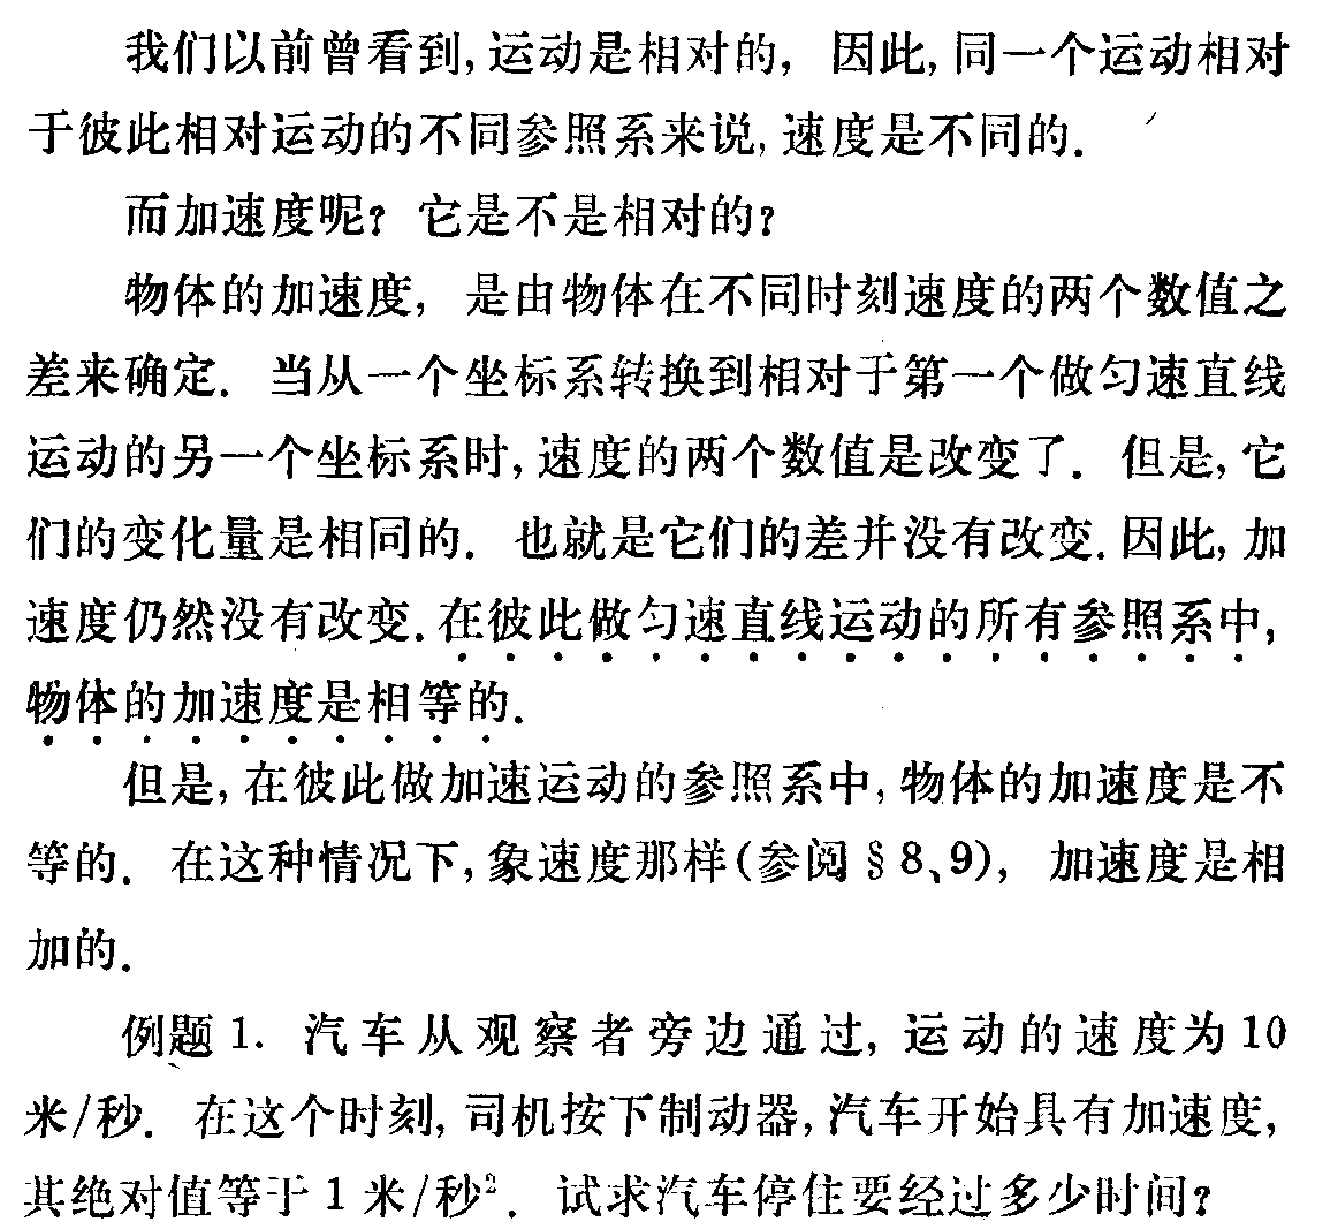 我们以前曾看到,运动是相对的，因此,同一个运动相对
于彼此相对运动的不同参照系来说,速度是不同的.
而加速度呢？它是不是相对的？
物体的加速度，是由物体在不同时刻速度的两个数值之
差来确定．当从一个坐标系转换到相对于第一个做匀速直线
运动的另一个坐标系时,速度的两个数值是改变了．但是,它
们的变化量是相同的．也就是它们的差并没有改变.因此,加
速度仍然没有改变.在彼此做匀速直线运动的所有参照系中,
物体的加速度是相等的.
但是,在彼此做加速运动的参照系中,物体的加速度是不
等的．在这种情况下,象速度那样(参阅§8、9)，加速度是相
加的.
例题1．汽车从观察者旁边通过,运动的速度为10
米/秒．在这个时刻,司机按下制动器,汽车开始具有加速度,
其绝对值等于1米/秒²．试求汽车停住要经过多少时间？